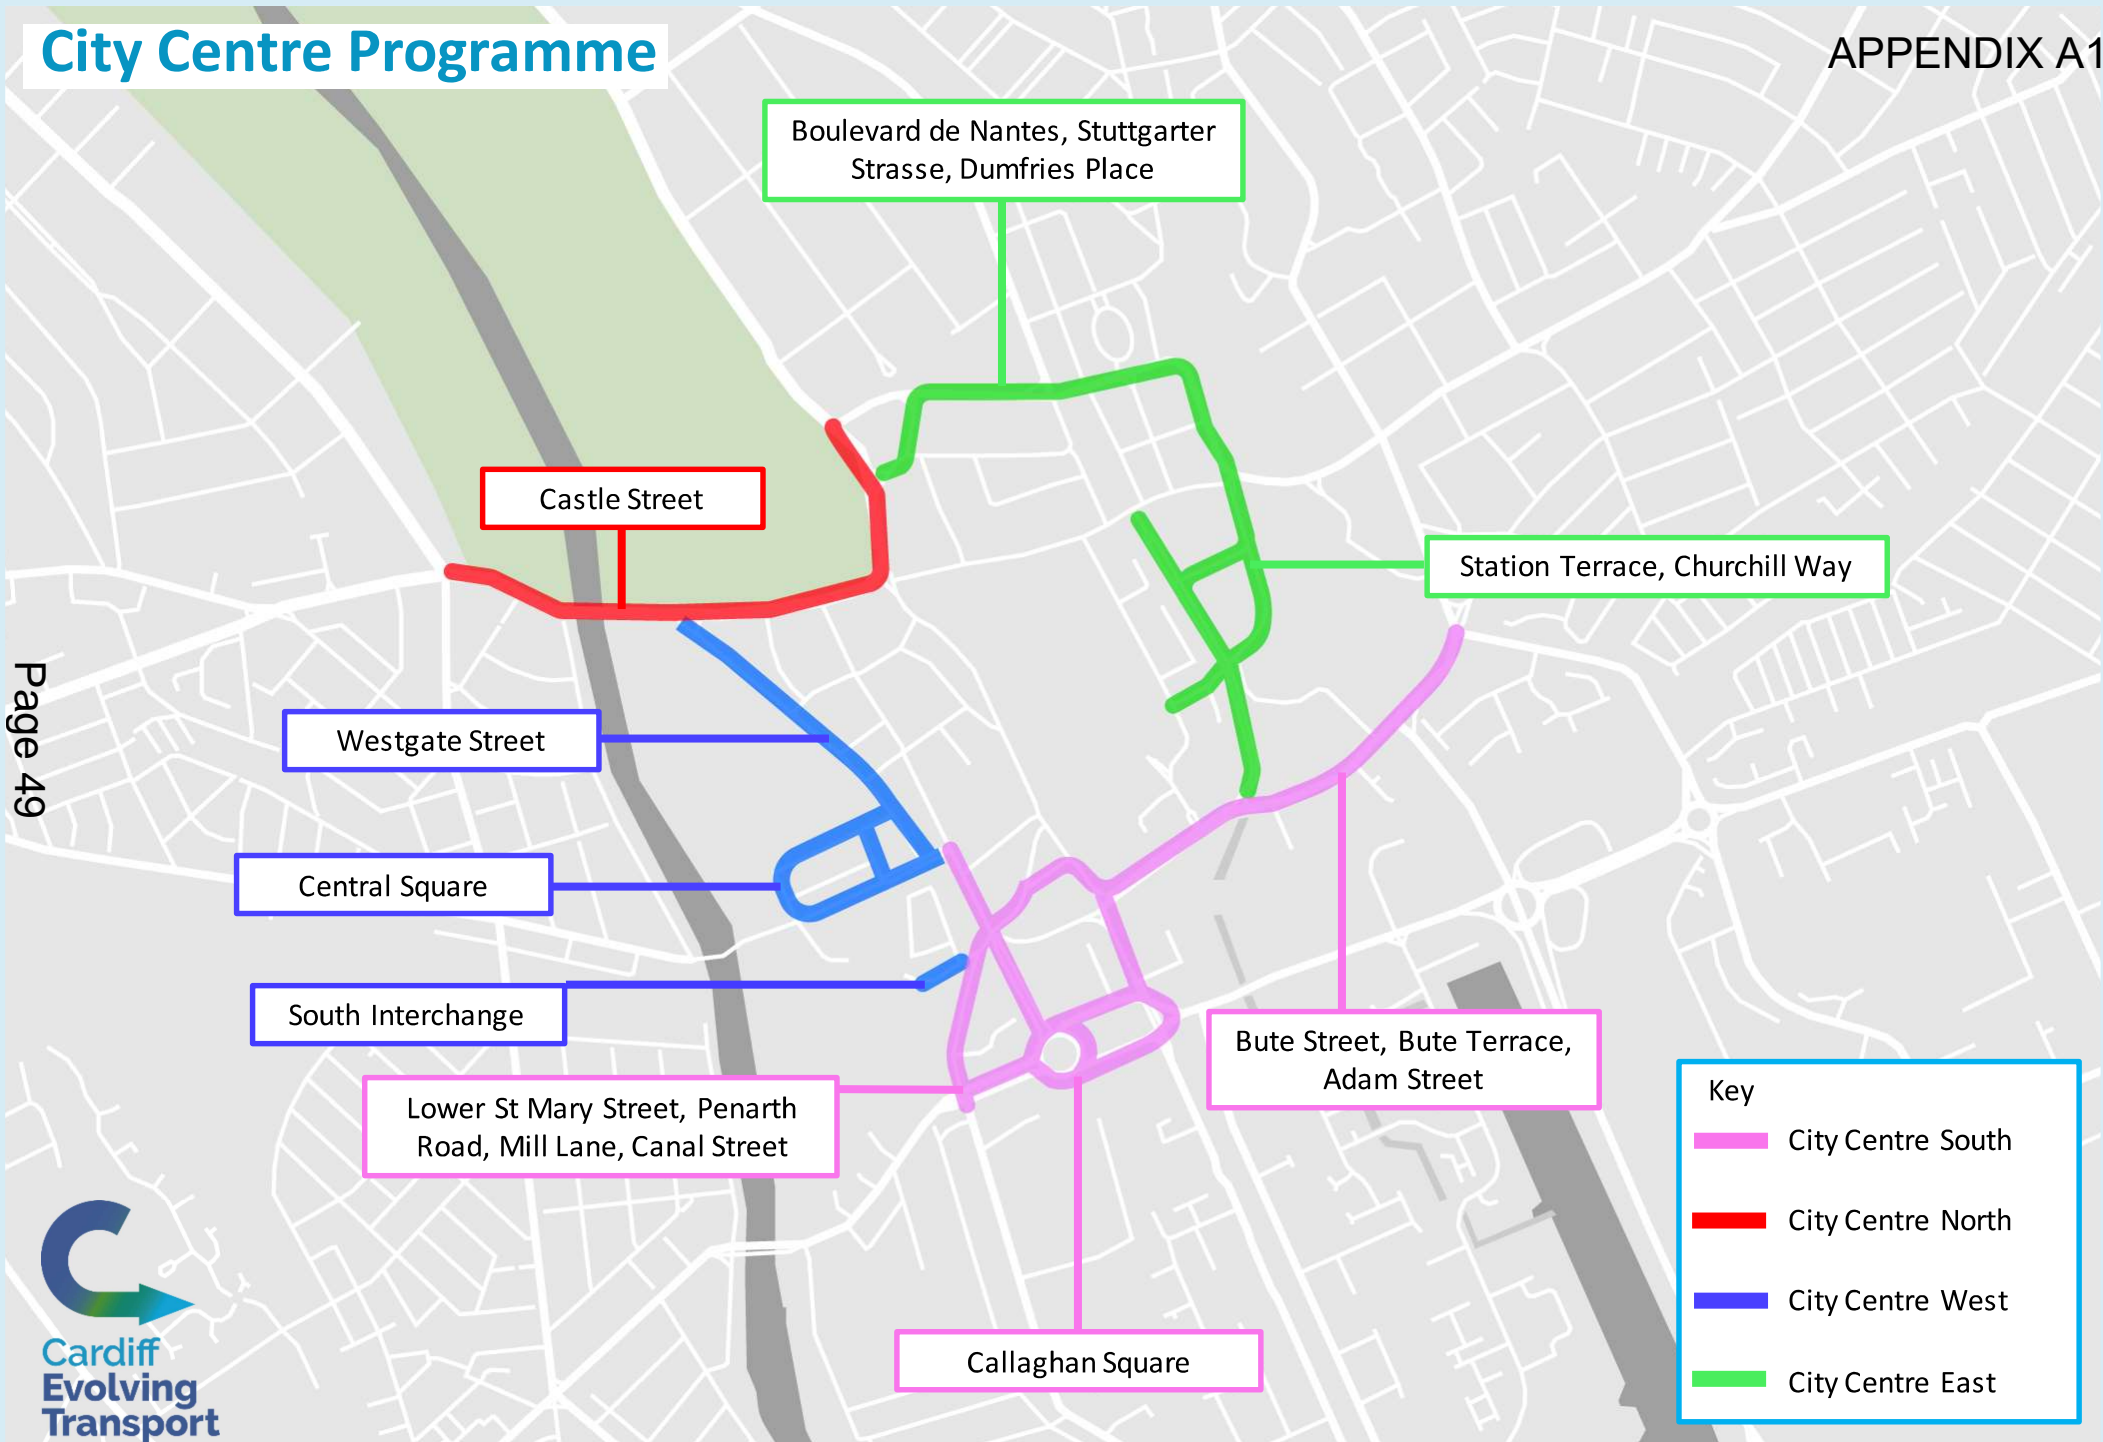 City Centre Programme
APPENDIX A1
Boulevard de Nantes, Stuttgarter
Strasse, Dumfries Place
Castle Street
Station Terrace, Churchill Way
Page 49
Westgate Street
Central Square
South Interchange
Bute Street, Bute Terrace,
Adam Street
Lower St Mary Street, Penarth
Road, Mill Lane, Canal Street
Callaghan Square
Key
City Centre South
City Centre North
City Centre West
City Centre East
Cardiff
Evolving
Transport